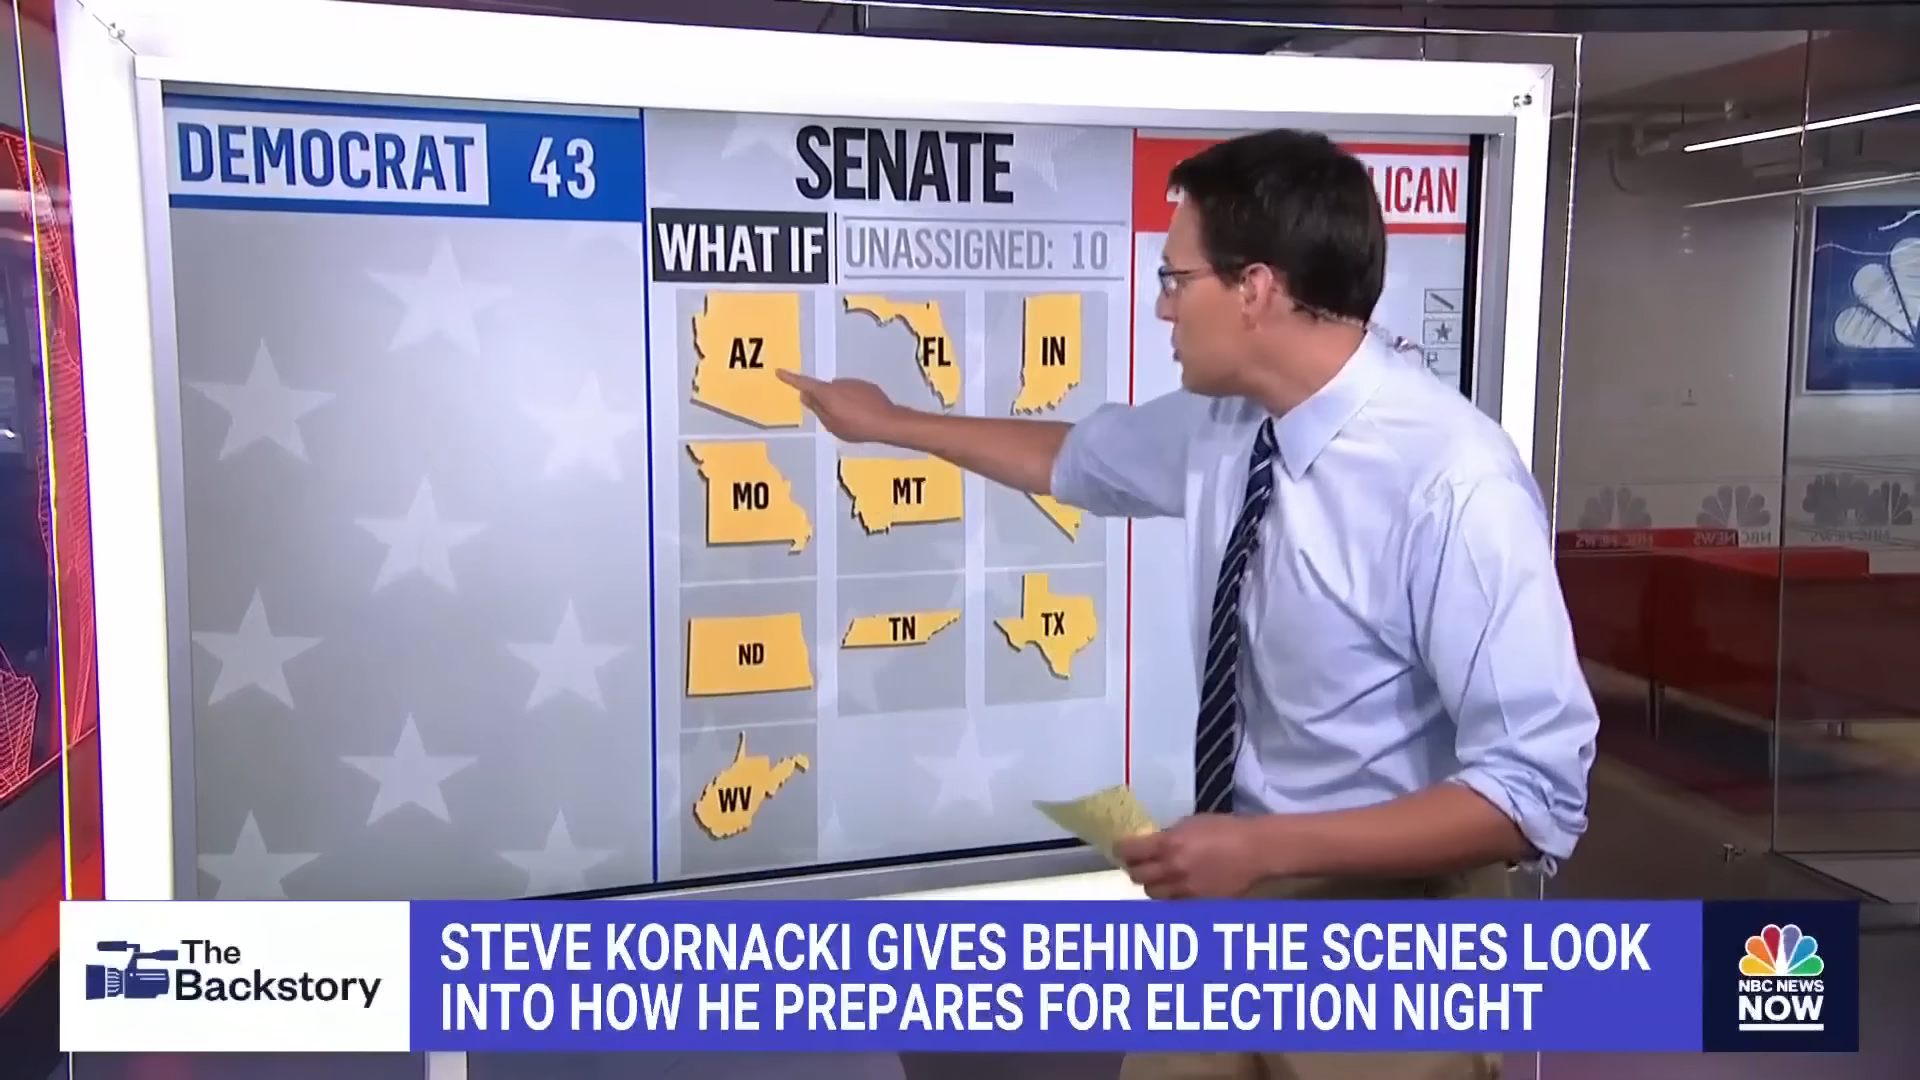 DEMOCRAT 43
SENATE
WHAT IF
UNASSIGNED: 10
AZ
FL
IN
MO
MT
ND
TN
TX
WV
The
Backstory
STEVE KORNACKI GIVES BEHIND THE SCENES LOOK
INTO HOW HE PREPARES FOR ELECTION NIGHT
NBC NEWS
NOW